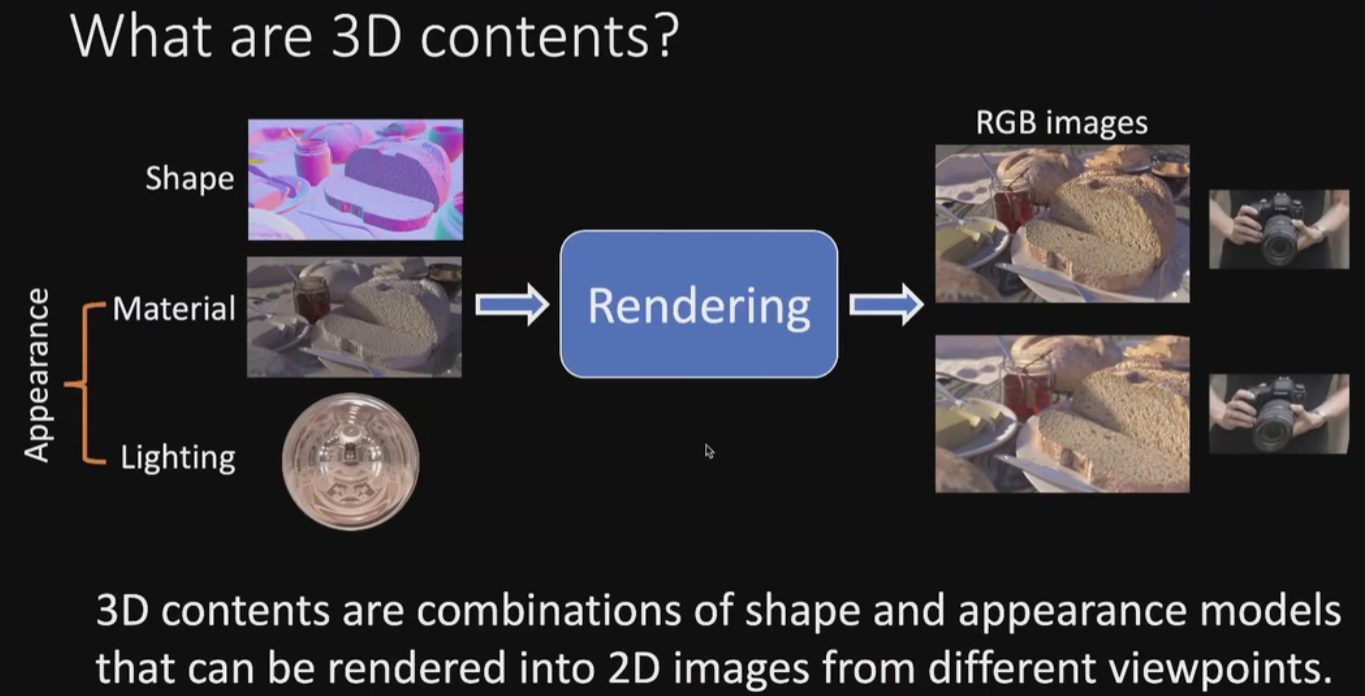 What are 3D contents?
RGB images
Shape
Appearance
Material
Rendering
Lighting
3D contents are combinations of shape and appearance models
that can be rendered into 2D images from different viewpoints.